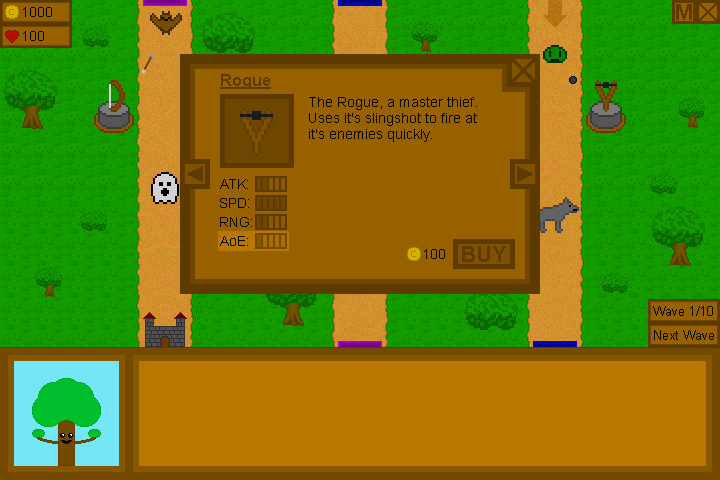 C 1000
M
100
Rogue
The Rogue, a master thief.
Uses it's slingshot to fire at
it's enemies quickly.
ATK:
SPD:
RNG:
AoE:
C 100
BUY
Wave 1/10
Next Wave